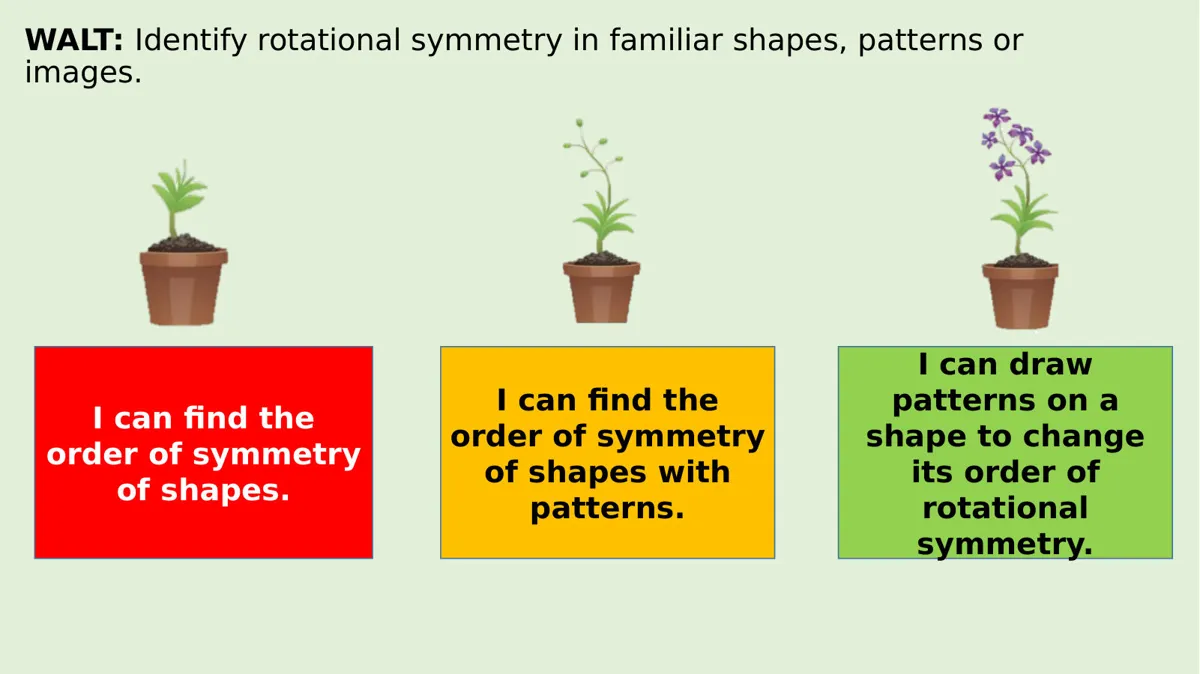 WALT: Identify rotational symmetry in familiar shapes, patterns or
images.
I can find the
order of symmetry
of shapes.
I can find the
order of symmetry
of shapes with
patterns.
I can draw
patterns on a
shape to change
its order of
rotational
symmetry.